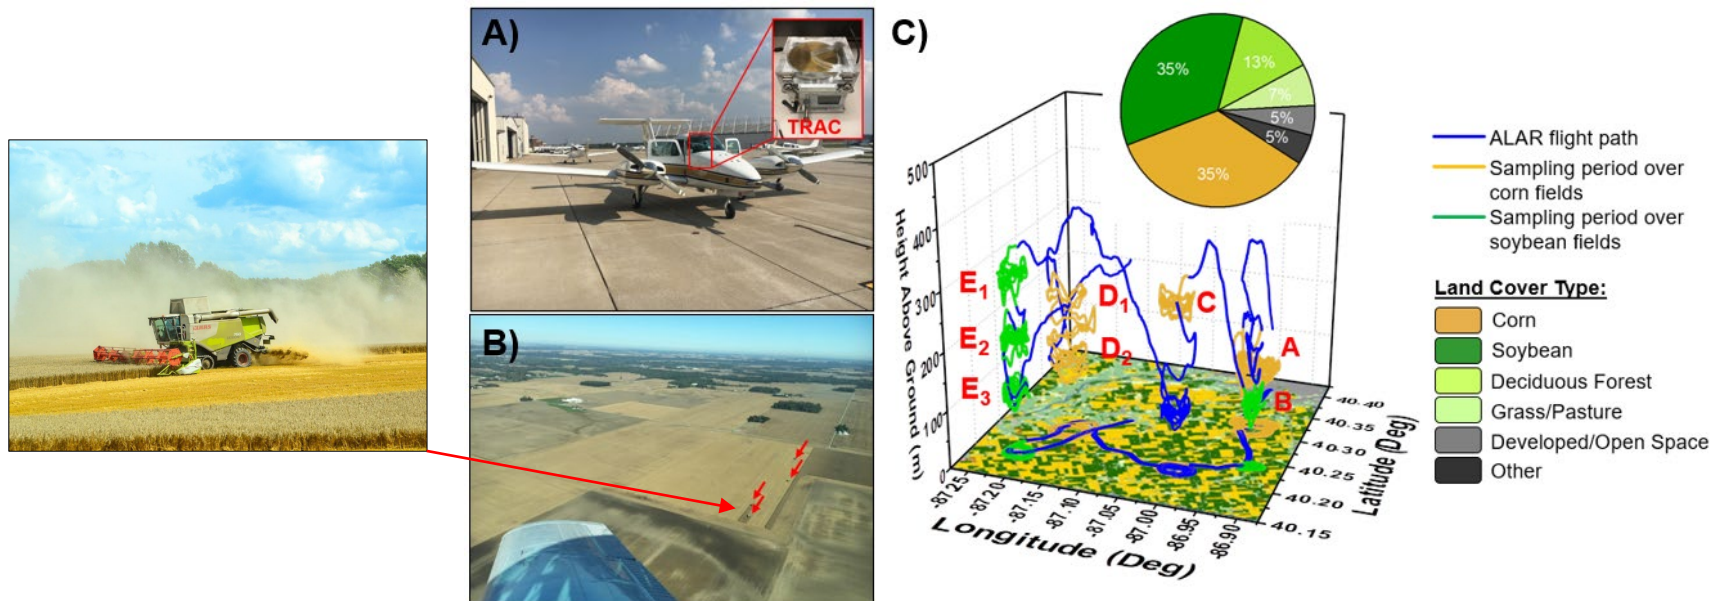 A)
TRAC
B)
C)
35%
13%
7%
5%
5%
35%
ALAR flight path
Sampling period over
corn fields
Sampling period over
soybean fields
Land Cover Type:
Corn
Soybean
Deciduous Forest
Grass/Pasture
Developed/Open Space
Other
Height Above Ground (m)
500
400
300
200
100
0
E1
E2
E3
D1
D2
C
A
B
-87.25
-87.20
-87.15
-87.10
-87.05
-87.00
-86.95
-86.90
Longitude (Deg)
40.40
40.35
40.30
40.25
40.20
40.15
Latitude (Deg)